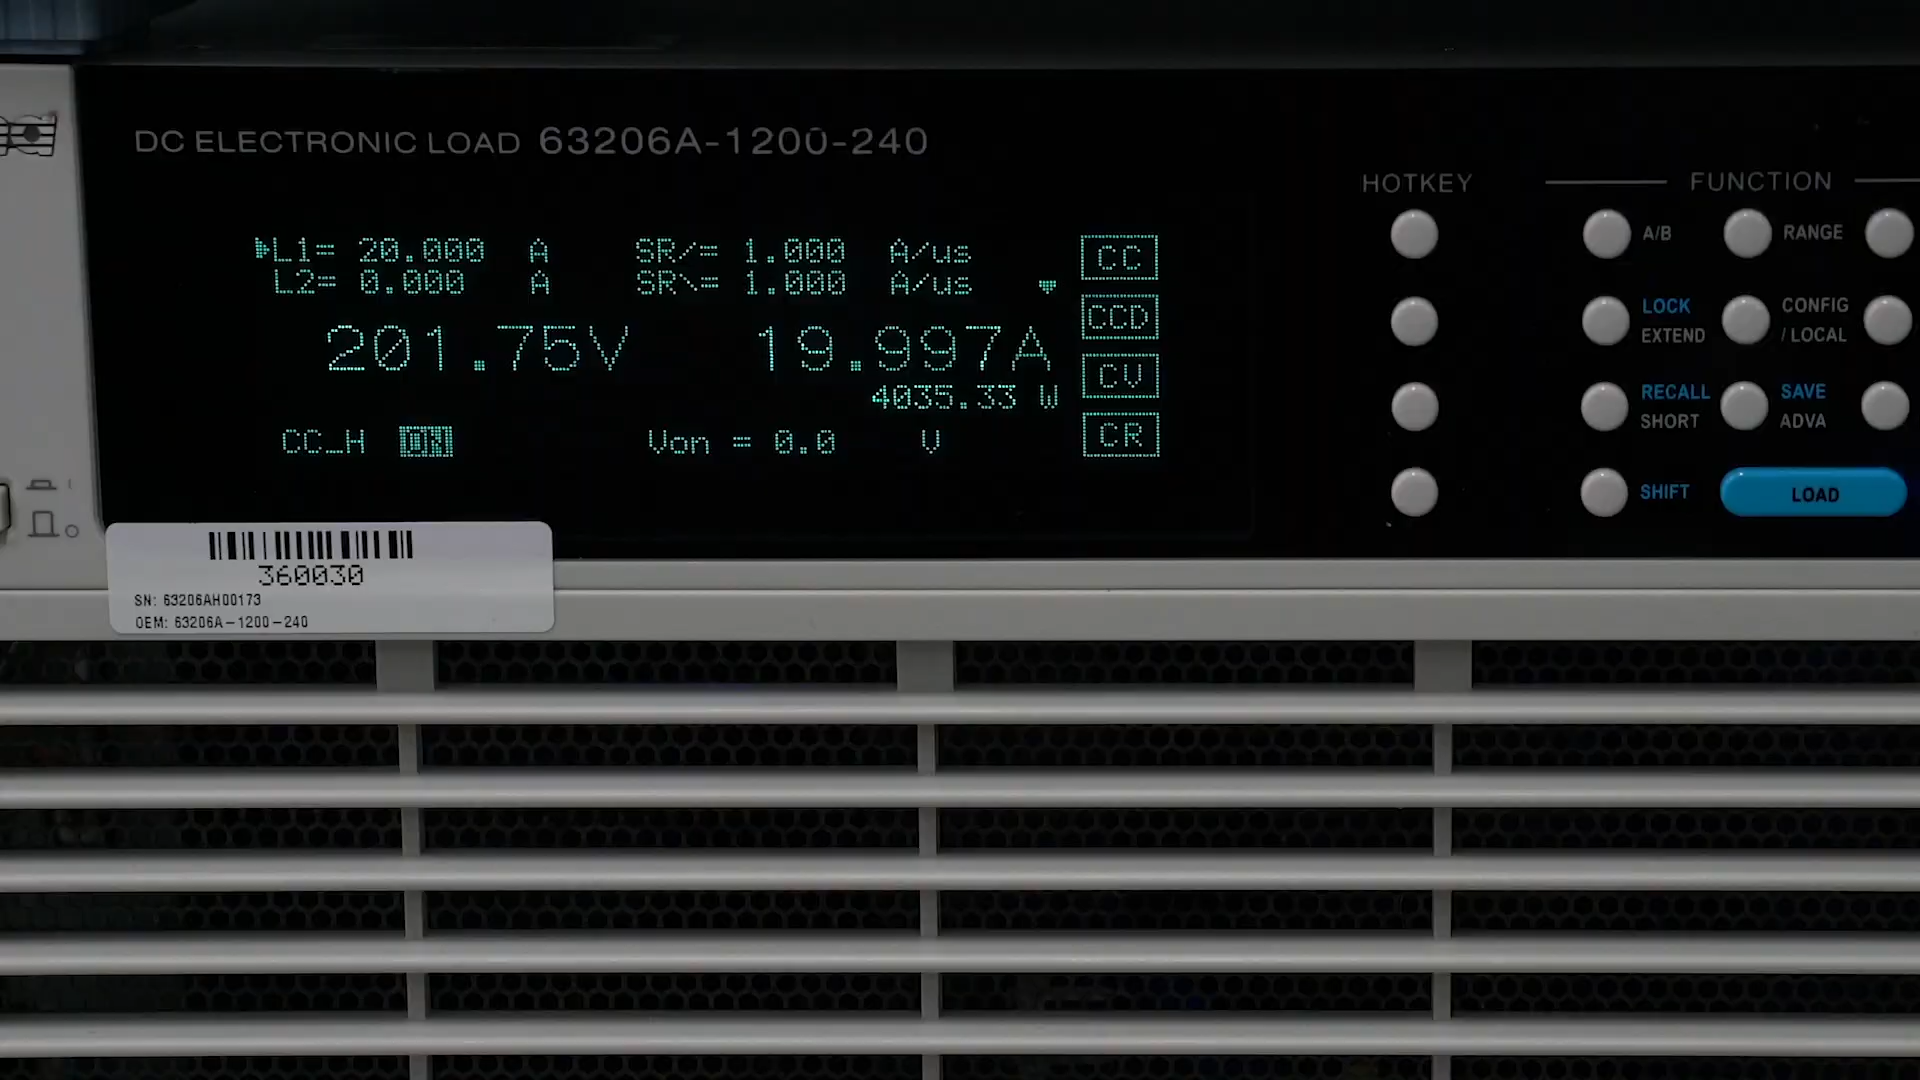 DC ELECTRONIC LOAD 63206A-1200-240
L1= 20.000 A SR/= 1.000 A/us
L2= 0.000 A SR\= 1.000 A/us
201.75V 19.997A
4035.33 W
CC_H ON Von = 0.0 V
CC
CCD
CV
CR
HOTKEY
FUNCTION
A/B
RANGE
LOCK
EXTEND
CONFIG
/ LOCAL
RECALL
SHORT
SAVE
ADVA
SHIFT
LOAD
360030
SN: 63206AH00173
OEM: 63206A-1200-240